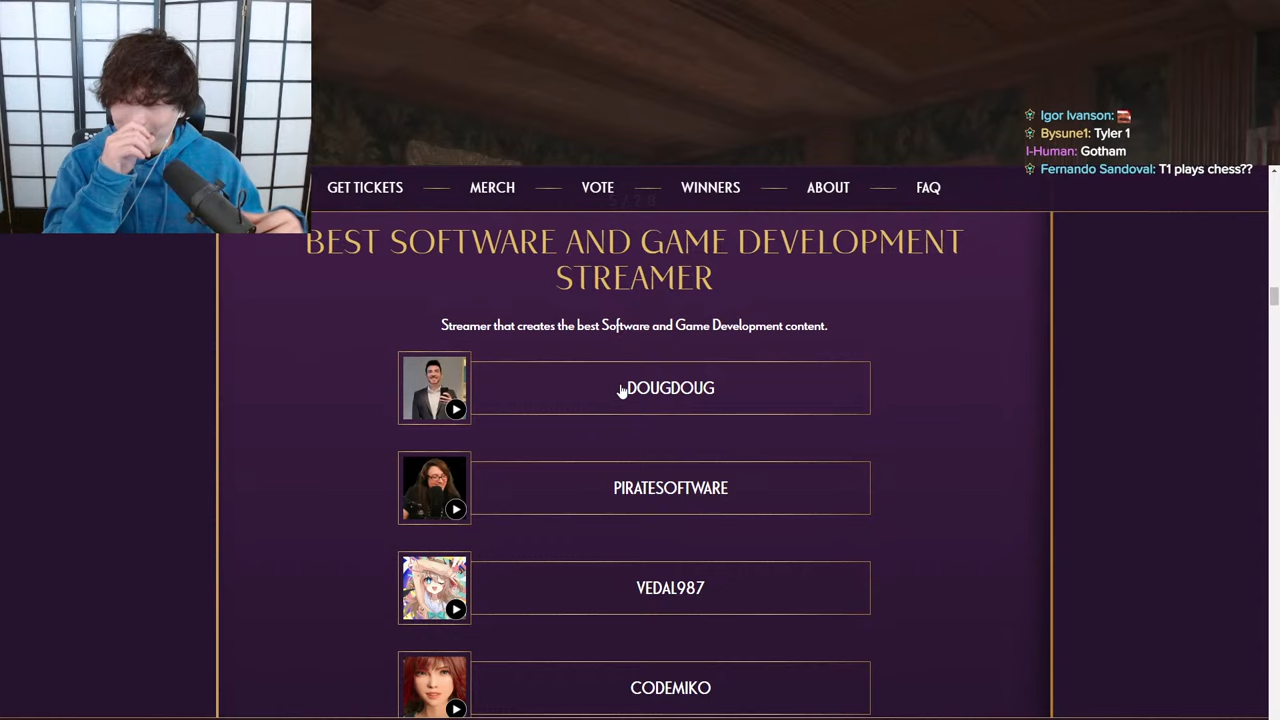 Igor Ivanson:
Bysune1: Tyler 1
I-Human: Gotham
Fernando Sandoval: T1 plays chess??
GET TICKETS
MERCH
VOTE
WINNERS
ABOUT
FAQ
BEST SOFTWARE AND GAME DEVELOPMENT
STREAMER
Streamer that creates the best Software and Game Development content.
DOUGDOUG
PIRATESOFTWARE
VEDAL987
CODEMIKO